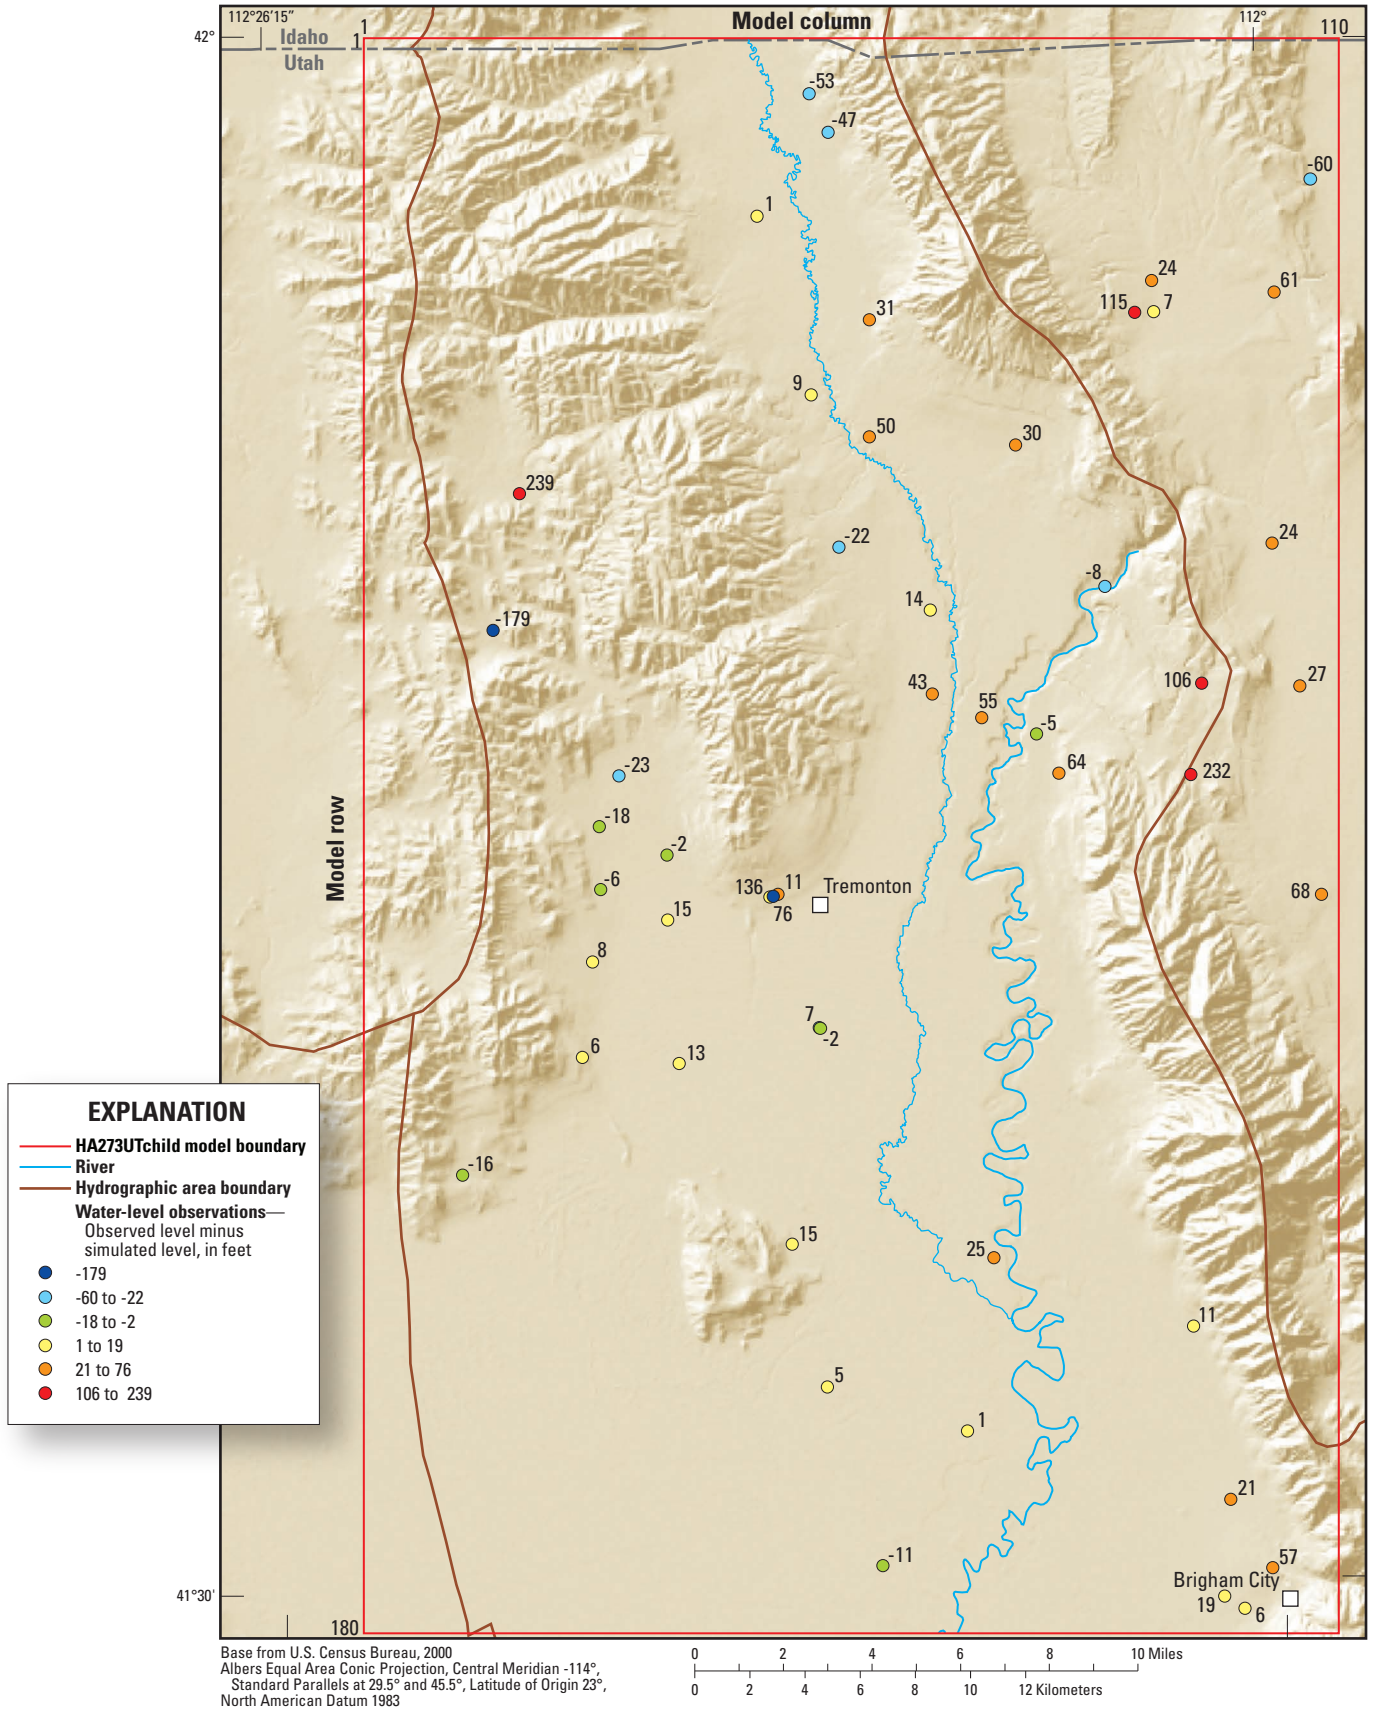 112°26'15"
Model column
112°
42°
1
110
Idaho
1
Utah
-53
-47
-60
1
24
61
115
7
31
9
50
30
239
-22
24
-8
14
-179
106
27
43
55
-5
64
232
-23
-18
-2
-6
136
11
Tremonton
76
68
15
8
7
-2
6
13
Model row
EXPLANATION
HA273UTchild model boundary
River
Hydrographic area boundary
Water-level observations—
Observed level minus
simulated level, in feet
-179
-60 to -22
-18 to -2
1 to 19
21 to 76
106 to 239
-16
15
25
11
5
1
21
-11
57
Brigham City
19
6
41°30'
180
Base from U.S. Census Bureau, 2000
Albers Equal Area Conic Projection, Central Meridian -114°,
Standard Parallels at 29.5° and 45.5°, Latitude of Origin 23°,
North American Datum 1983
0 2 4 6 8 10 Miles
0 2 4 6 8 10 12 Kilometers